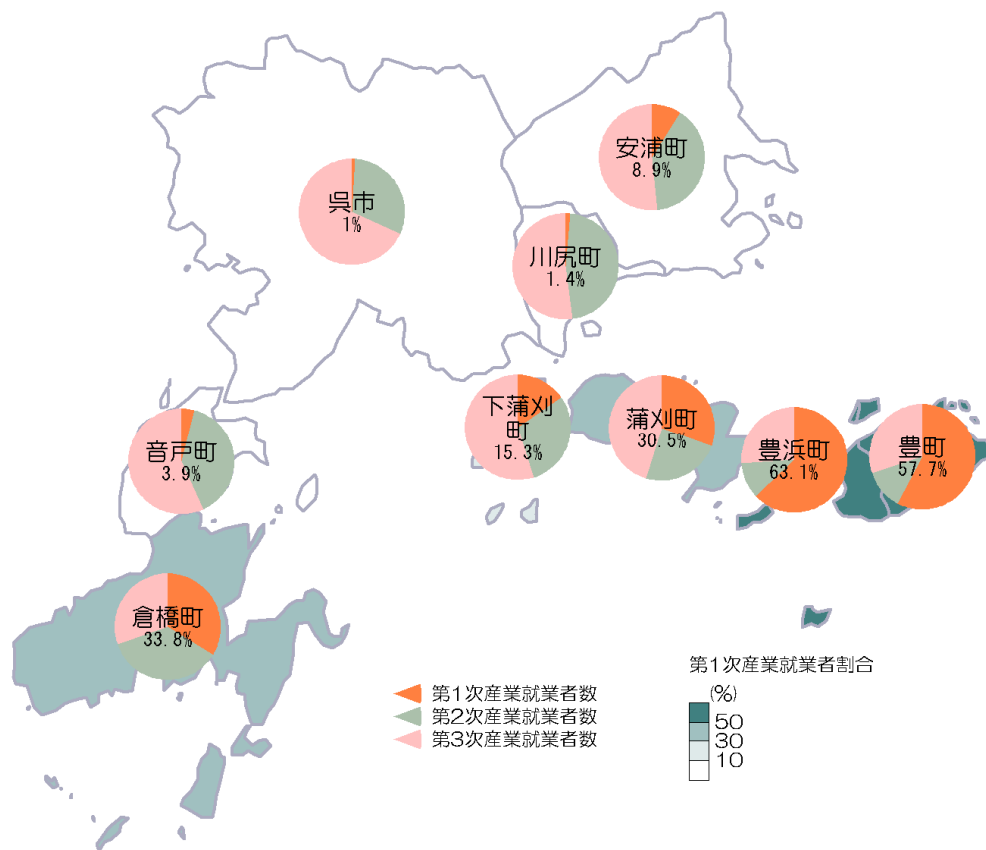 安浦町
8.9%
呉市
1%
川尻町
1.4%
下蒲刈
町
15.3%
蒲刈町
30.5%
豊浜町
63.1%
豊町
57.7%
音戸町
3.9%
倉橋町
33.8%
第1次産業就業者数
第2次産業就業者数
第3次産業就業者数
第1次産業就業者割合
(%)
50
30
10